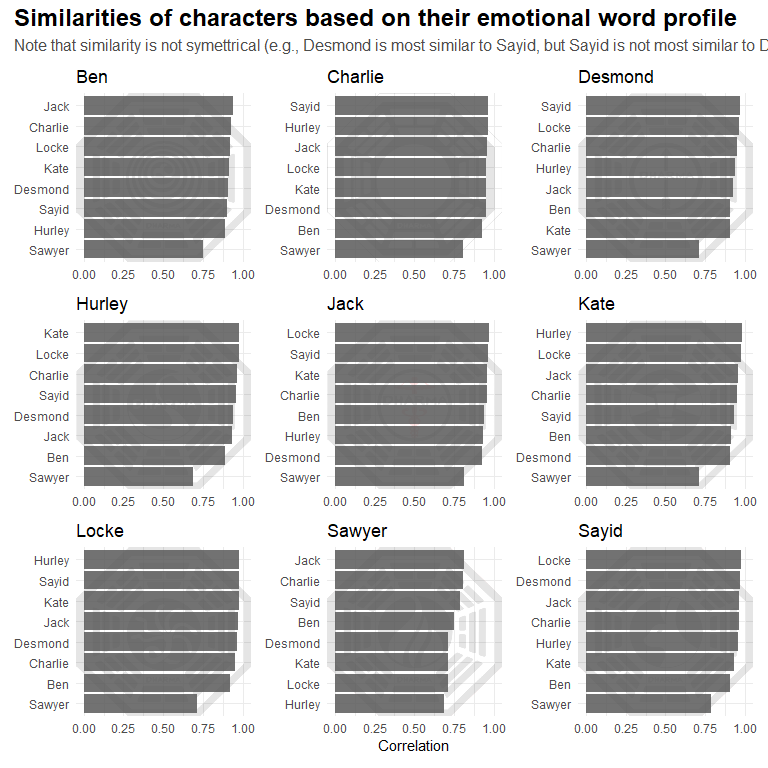 Similarities of characters based on their emotional word profile
Note that similarity is not symettrical (e.g., Desmond is most similar to Sayid, but Sayid is not most similar to D
Ben
Jack
Charlie
Locke
Kate
Desmond
Sayid
Hurley
Sawyer
0.00 0.25 0.50 0.75 1.00
Charlie
Sayid
Hurley
Jack
Locke
Kate
Desmond
Ben
Sawyer
0.00 0.25 0.50 0.75 1.00
Desmond
Sayid
Locke
Charlie
Hurley
Jack
Ben
Kate
Sawyer
0.00 0.25 0.50 0.75 1.00
Hurley
Kate
Locke
Charlie
Sayid
Desmond
Jack
Ben
Sawyer
0.00 0.25 0.50 0.75 1.00
Jack
Locke
Sayid
Kate
Charlie
Ben
Hurley
Desmond
Sawyer
0.00 0.25 0.50 0.75 1.00
Kate
Hurley
Locke
Jack
Charlie
Sayid
Ben
Desmond
Sawyer
0.00 0.25 0.50 0.75 1.00
Locke
Hurley
Sayid
Kate
Jack
Desmond
Charlie
Ben
Sawyer
0.00 0.25 0.50 0.75 1.00
Sawyer
Jack
Charlie
Sayid
Ben
Desmond
Kate
Locke
Hurley
0.00 0.25 0.50 0.75 1.00
Sayid
Locke
Desmond
Jack
Charlie
Hurley
Kate
Ben
Sawyer
0.00 0.25 0.50 0.75 1.00
Correlation